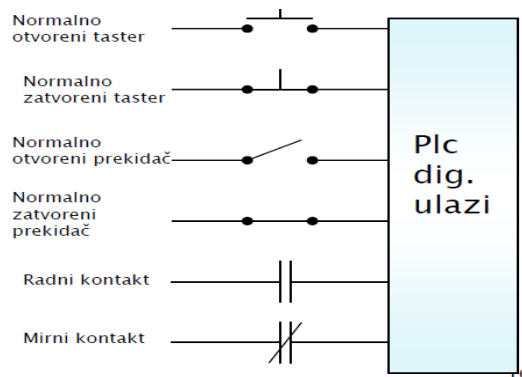 Normalno
otvoreni taster
Normalno
zatvoreni taster
Normalno
otvoreni prekidač
Normalno
zatvoreni
prekidač
Radni kontakt
Mirni kontakt
Plc
dig.
ulazi